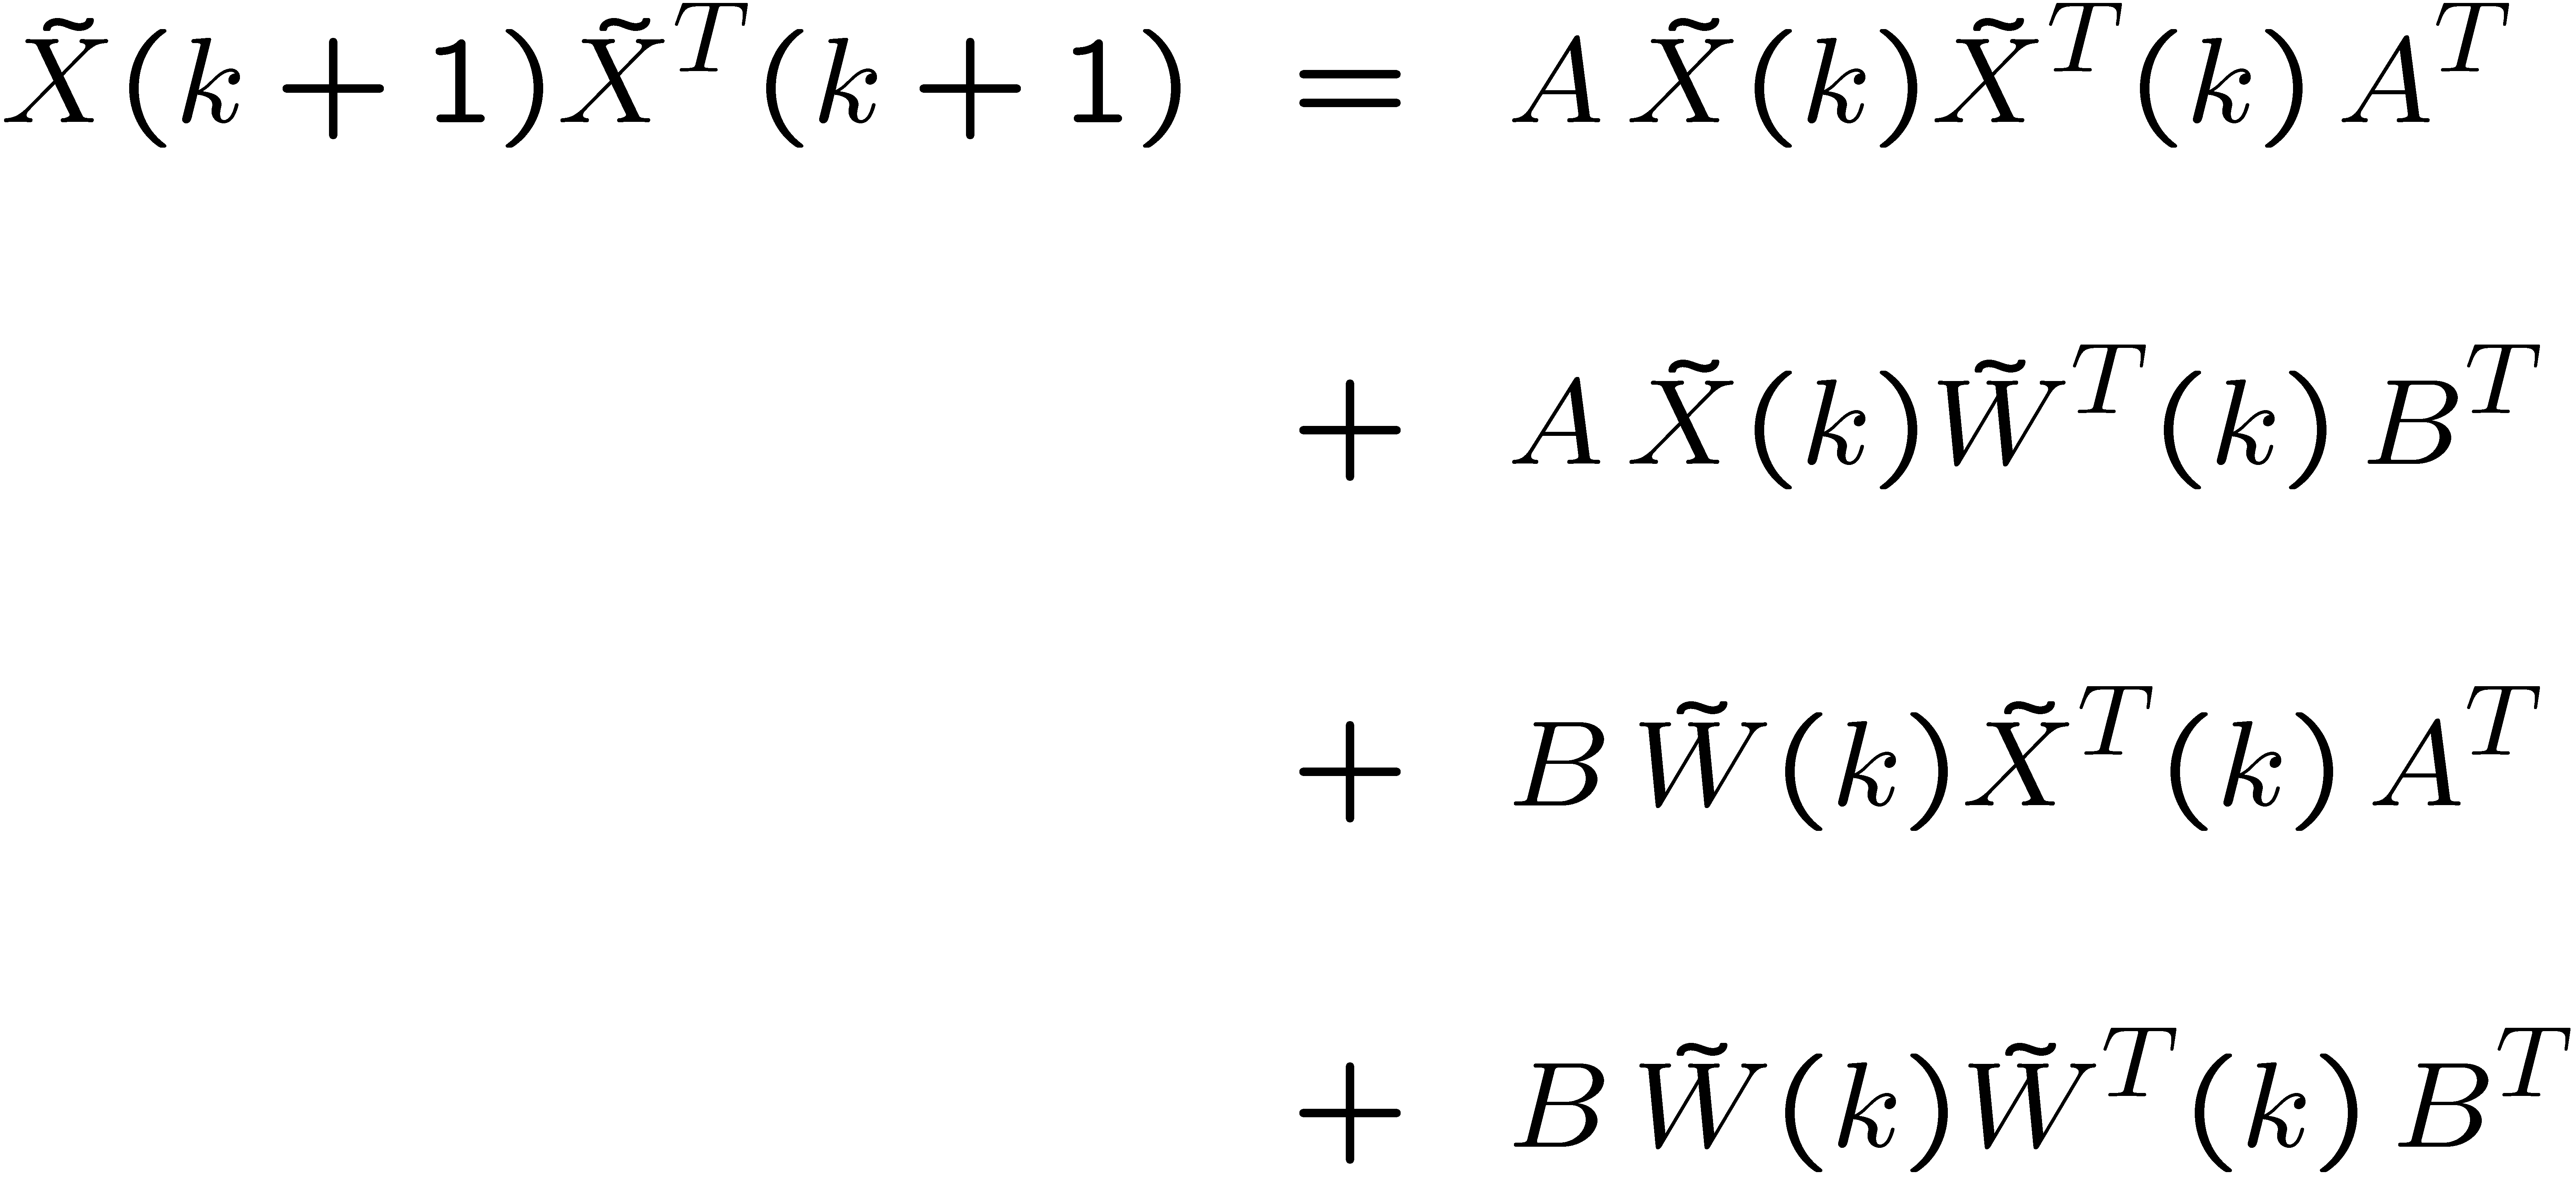 X̃(k + 1)X̃ᵀ(k + 1) = A X̃(k)X̃ᵀ(k) Aᵀ
+ A X̃(k)W̃ᵀ(k) Bᵀ
+ B W̃(k)X̃ᵀ(k) Aᵀ
+ B W̃(k)W̃ᵀ(k) Bᵀ